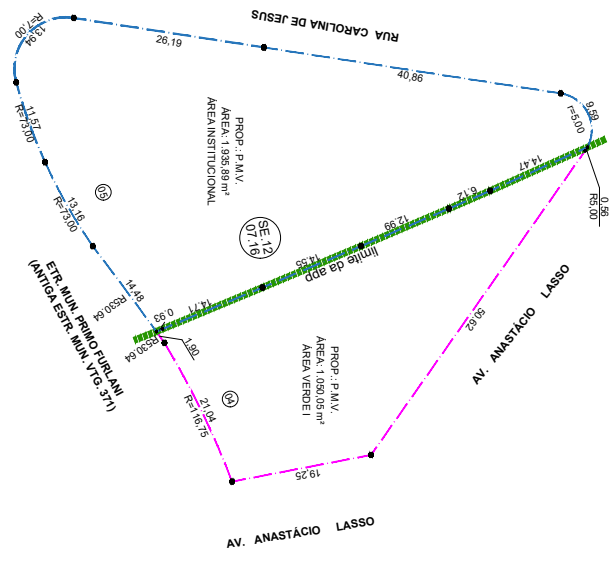 RUA CAROLINA DE JESUS
R=7,00
13,94
26,19
40,86
9,59
r=5,00
11,57
R=73,00
PROP.: P.M.V.
ÁREA: 1.935,89 m²
ÁREA INSTITUCIONAL
14,47
0,56
R5,00
05
13,16
R=73,00
6,12
12,99
SE.12
07.16
limite da app
14,55
14,48
R530,64
14,71
0,93
R530,64
1,90
ETR. MUN. PRIMO FURLANI
(ANTIGA ESTR. MUN. VTG. 371)
50,62
AV. ANASTÁCIO LASSO
PROP.: P.M.V.
ÁREA: 1.050,05 m²
ÁREA VERDE I
04
21,04
R=116,75
19,25
AV. ANASTÁCIO LASSO